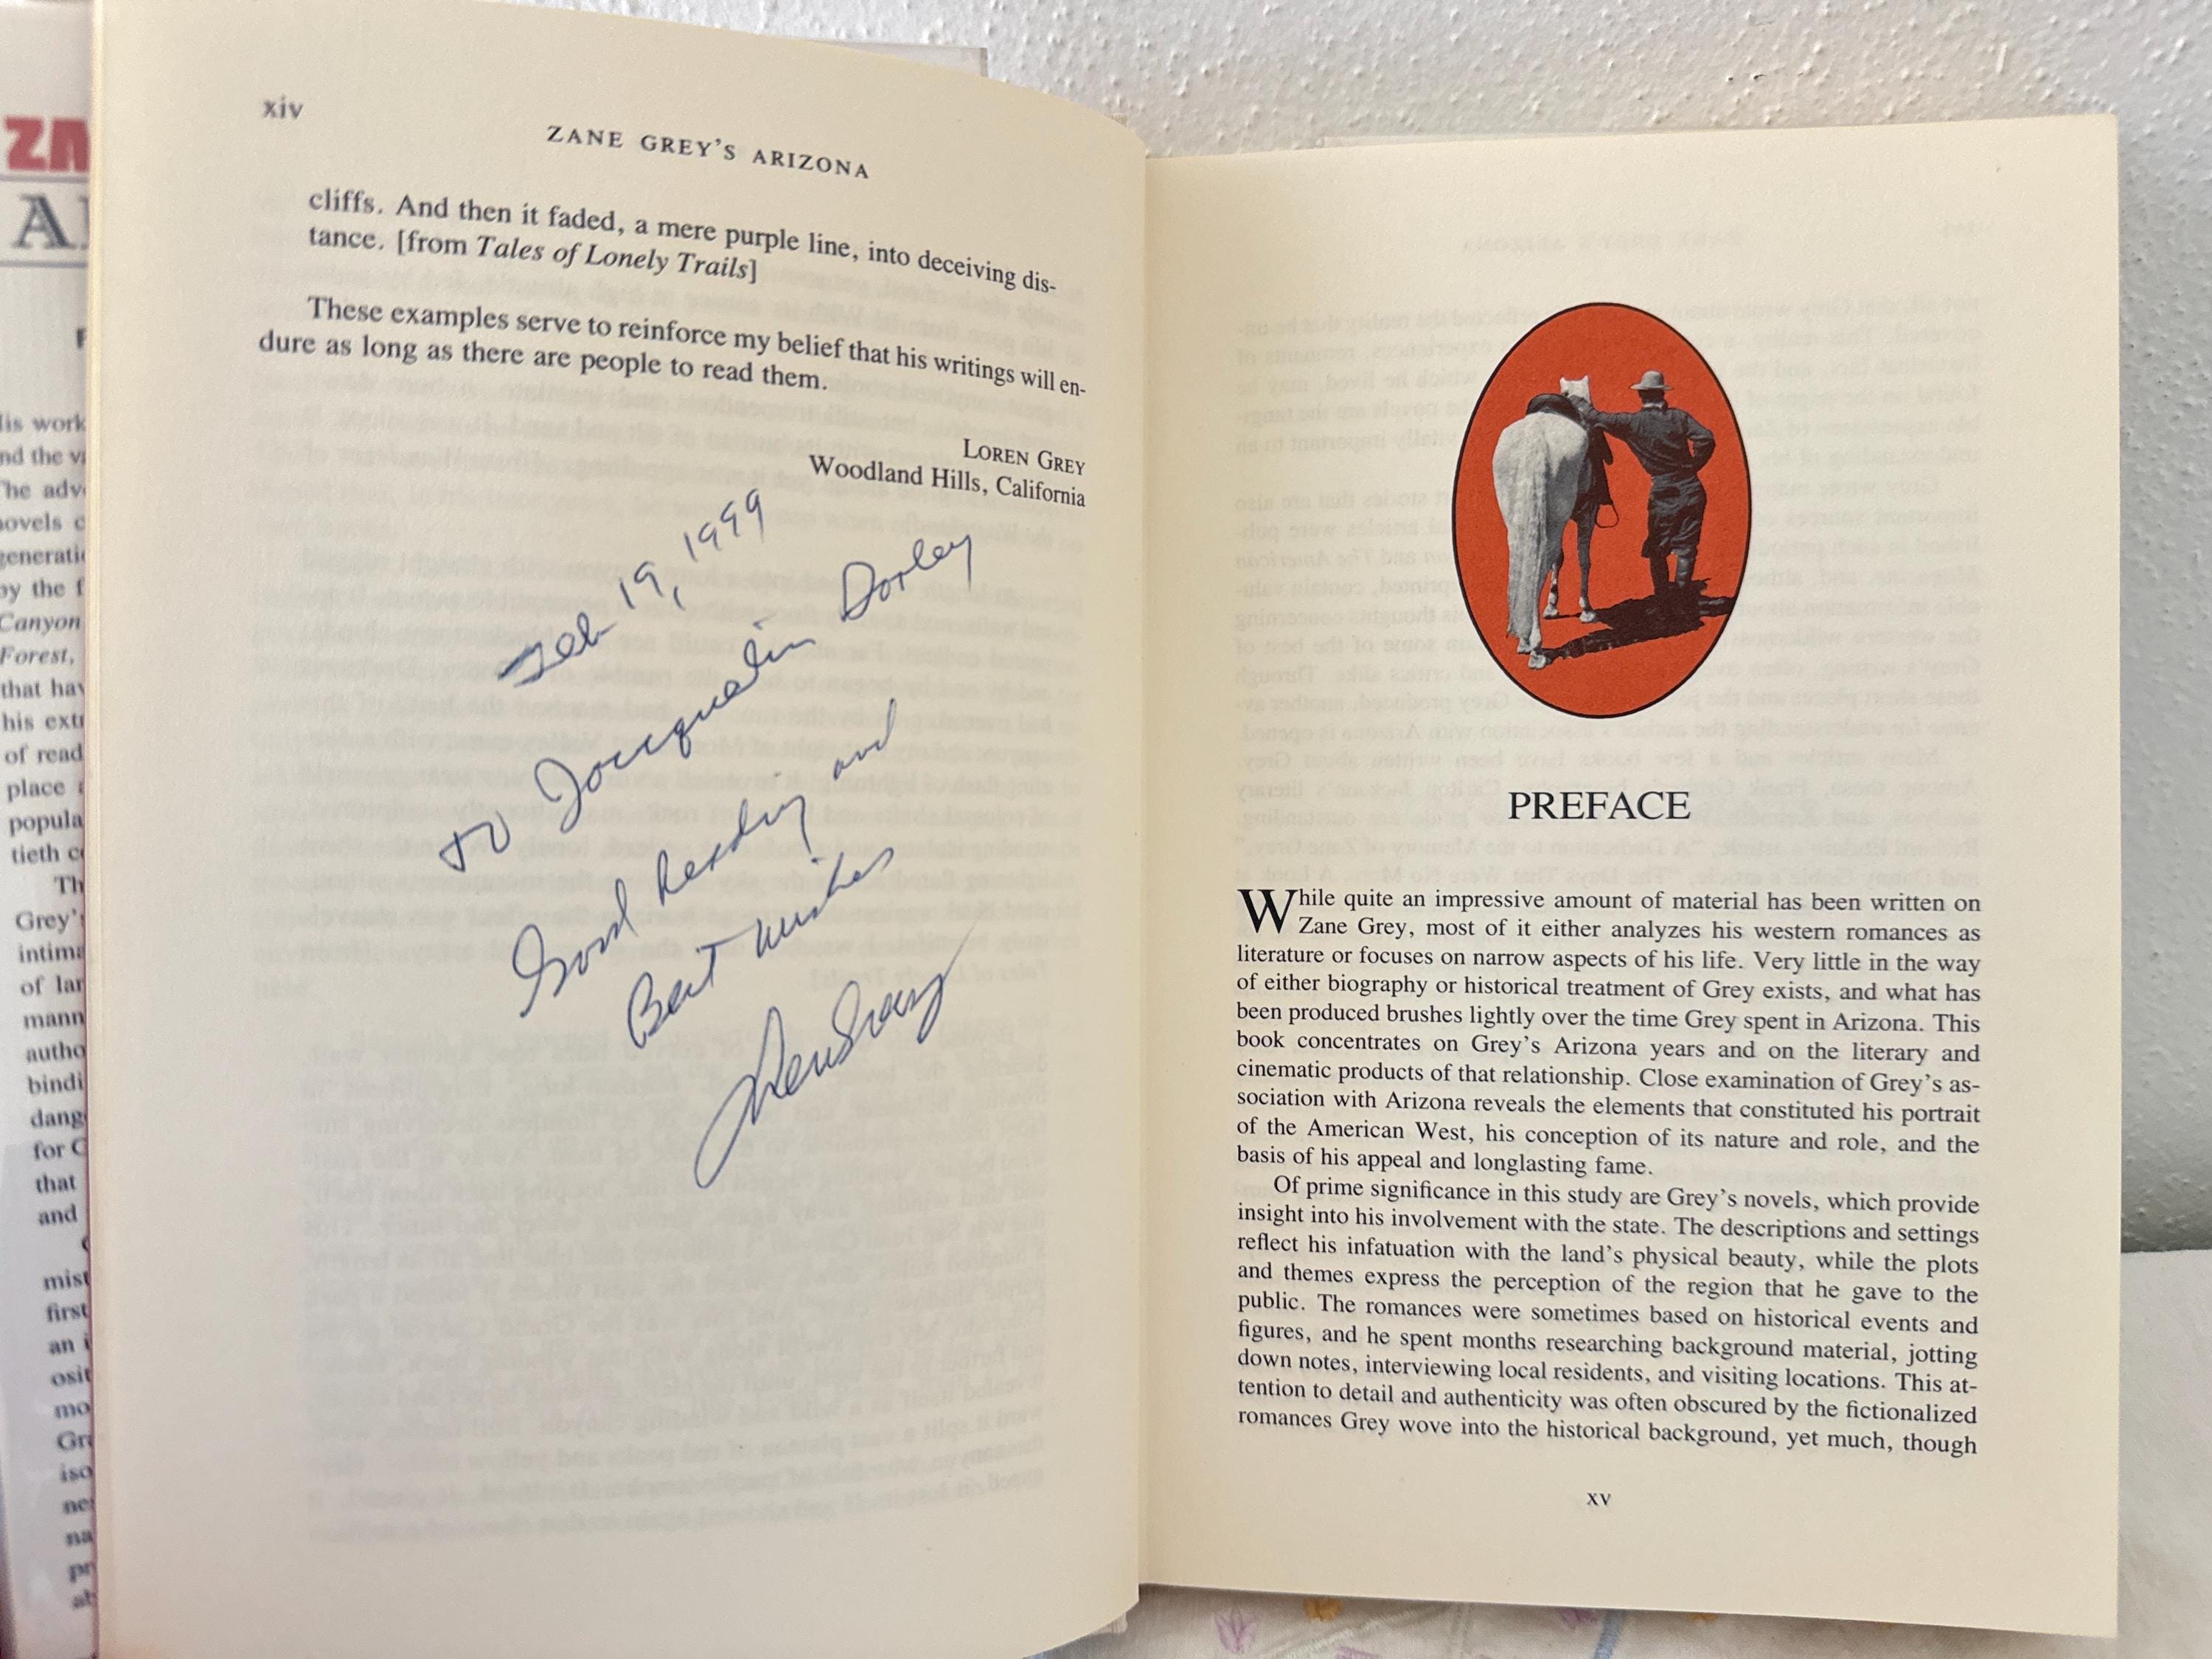 xiv
ZANE GREY'S ARIZONA
cliffs. And then it faded, a mere purple line, into deceiving dis-
tance. [from Tales of Lonely Trails]
These examples serve to reinforce my belief that his writings will en-
dure as long as there are people to read them.
LOREN GREY
Woodland Hills, California
Feb 19, 1999
to Jacquelin Dorley
Good Reading and
Best wishes
Loren Grey
PREFACE
While quite an impressive amount of material has been written on
Zane Grey, most of it either analyzes his western romances as
literature or focuses on narrow aspects of his life. Very little in the way
of either biography or historical treatment of Grey exists, and what has
been produced brushes lightly over the time Grey spent in Arizona. This
book concentrates on Grey's Arizona years and on the literary and
cinematic products of that relationship. Close examination of Grey's as-
sociation with Arizona reveals the elements that constituted his portrait
of the American West, his conception of its nature and role, and the
basis of his appeal and longlasting fame.
Of prime significance in this study are Grey's novels, which provide
insight into his involvement with the state. The descriptions and settings
reflect his infatuation with the land's physical beauty, while the plots
and themes express the perception of the region that he gave to the
public. The romances were sometimes based on historical events and
figures, and he spent months researching background material, jotting
down notes, interviewing local residents, and visiting locations. This at-
tention to detail and authenticity was often obscured by the fictionalized
romances Grey wove into the historical background, yet much, though
xv